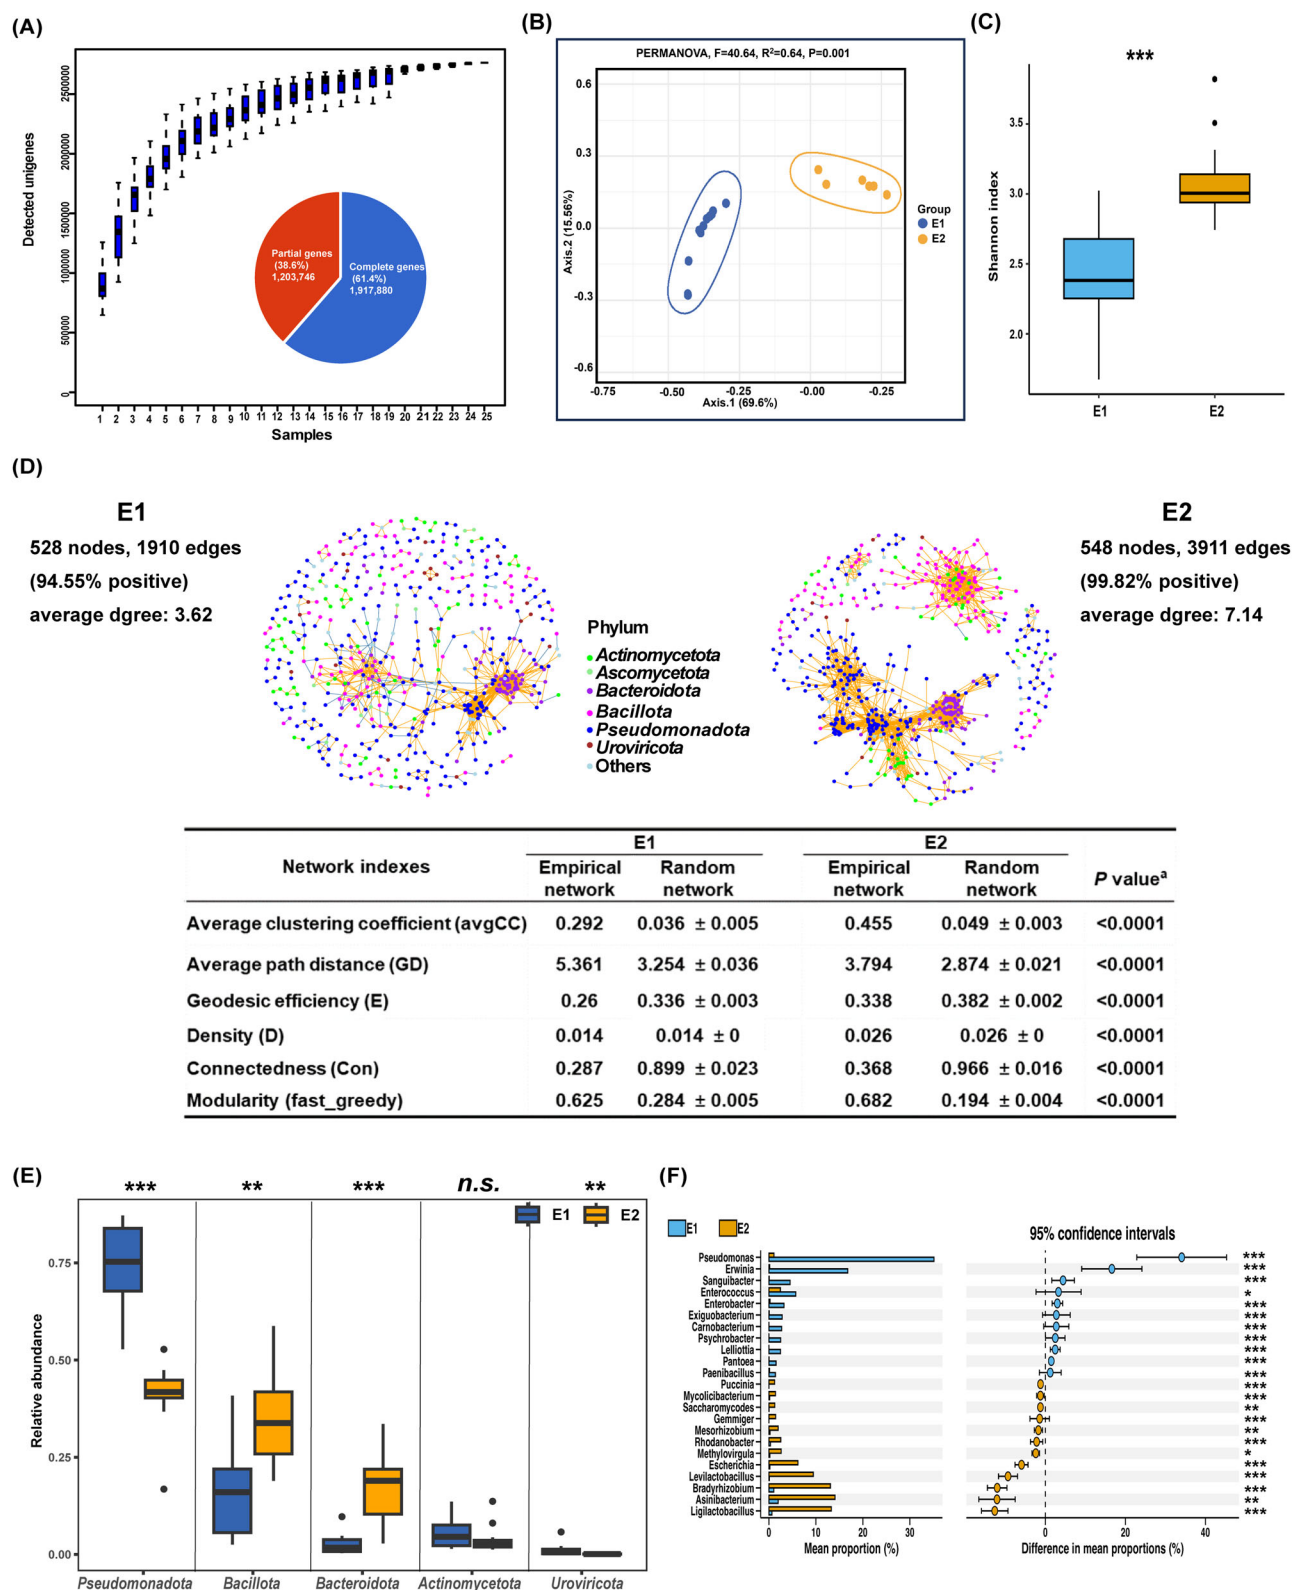 (A)
Detected unigenes
2500000
2000000
1500000
1000000
500000
0
Partial genes
(38.6%)
1,203,746
Complete genes
(61.4%)
1,917,880
1 2 3 4 5 6 7 8 9 10 11 12 13 14 15 16 17 18 19 20 21 22 23 24 25
Samples
(B)
PERMANOVA, F=40.64, R²=0.64, P=0.001
Axis.2 (15.56%)
0.6
0.3
0.0
-0.3
-0.6
-0.75 -0.50 -0.25 -0.00 -0.25
Axis.1 (69.6%)
Group
E1
E2
(C)
***
Shannon index
3.5
3.0
2.5
2.0
E1 E2
(D)
E1
528 nodes, 1910 edges
(94.55% positive)
average dgree: 3.62
Phylum
Actinomycetota
Ascomycetota
Bacteroidota
Bacillota
Pseudomonadota
Uroviricota
Others
E2
548 nodes, 3911 edges
(99.82% positive)
average dgree: 7.14
Network indexes E1 E2 P valueᵃ
Empirical network Random network Empirical network Random network
Average clustering coefficient (avgCC) 0.292 0.036 ± 0.005 0.455 0.049 ± 0.003 <0.0001
Average path distance (GD) 5.361 3.254 ± 0.036 3.794 2.874 ± 0.021 <0.0001
Geodesic efficiency (E) 0.26 0.336 ± 0.003 0.338 0.382 ± 0.002 <0.0001
Density (D) 0.014 0.014 ± 0 0.026 0.026 ± 0 <0.0001
Connectedness (Con) 0.287 0.899 ± 0.023 0.368 0.966 ± 0.016 <0.0001
Modularity (fast_greedy) 0.625 0.284 ± 0.005 0.682 0.194 ± 0.004 <0.0001
(E)
*** ** *** n.s. **
E1 E2
Relative abundance
0.75
0.50
0.25
0.00
Pseudomonadota Bacillota Bacteroidota Actinomycetota Uroviricota
(F)
E1 E2
95% confidence intervals
Pseudomonas ***
Erwinia ***
Sanguibacter ***
Enterococcus *
Enterobacter ***
Exiguobacterium ***
Carnobacterium ***
Psychrobacter ***
Lelliottia ***
Pantoea ***
Paenibacillus ***
Puccinia ***
Mycolicibacterium ***
Saccharomycodes **
Gemmiger ***
Mesorhizobium **
Rhodanobacter ***
Methylovirgula *
Escherichia ***
Levilactobacillus ***
Bradyrhizobium ***
Asinibacterium **
Ligilactobacillus ***
0 10 20 30
Mean proportion (%)
0 20 40
Difference in mean proportions (%)